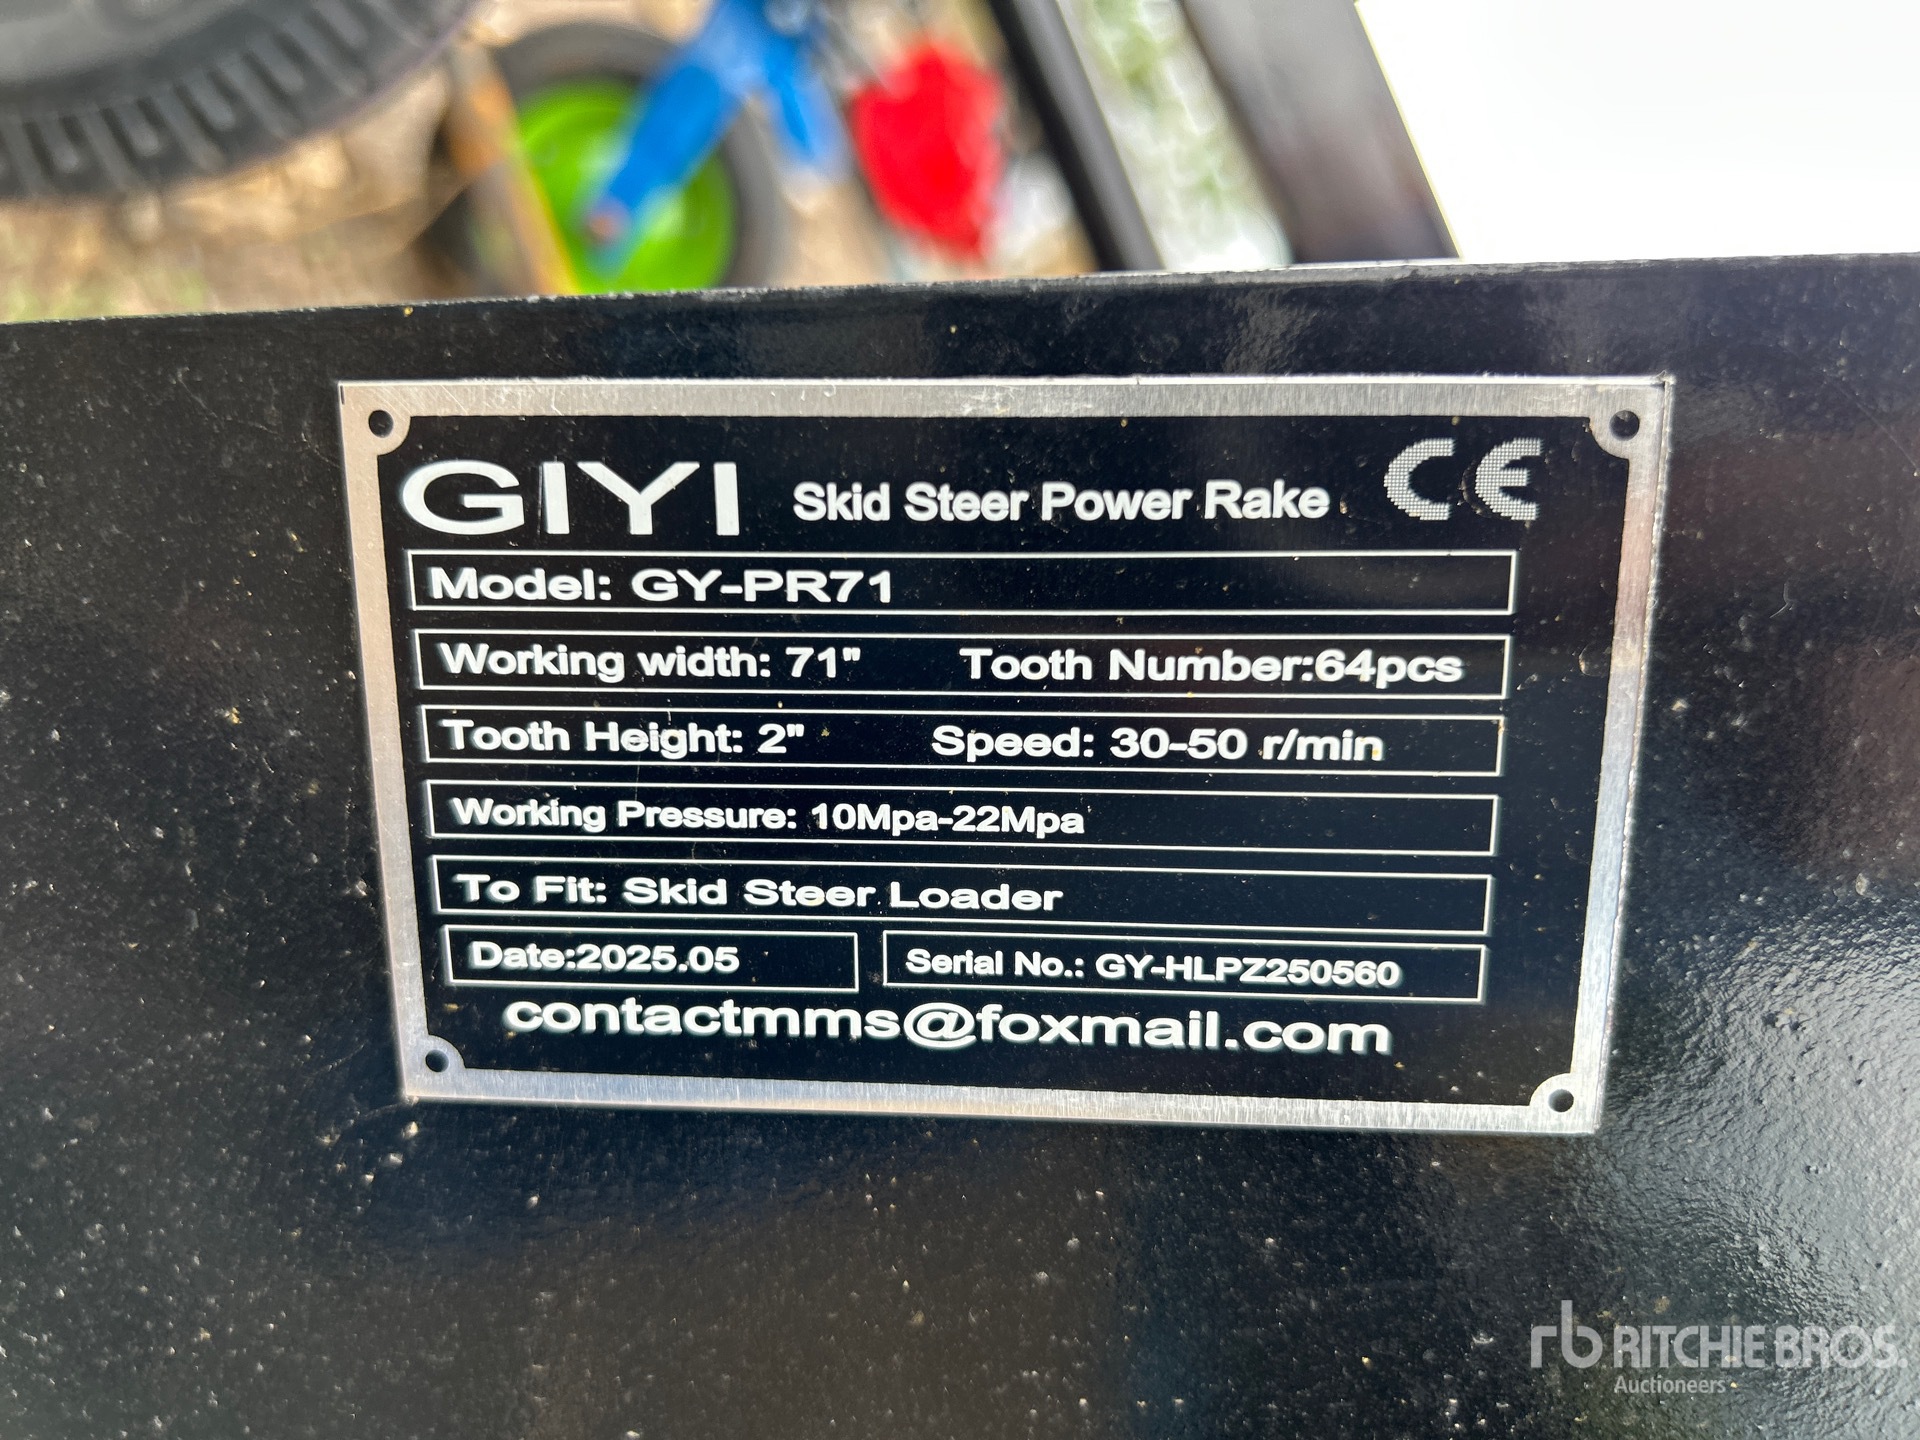 GIYI Skid Steer Power Rake CE
Model: GY-PR71
Working width: 71" Tooth Number:64pcs
Tooth Height: 2" Speed: 30-50 r/min
Working Pressure: 10Mpa-22Mpa
To Fit: Skid Steer Loader
Date:2025.05 Serial No.: GY-HLPZ250560
contactmms@foxmail.com
rb RITCHIE BROS.
Auctioneers